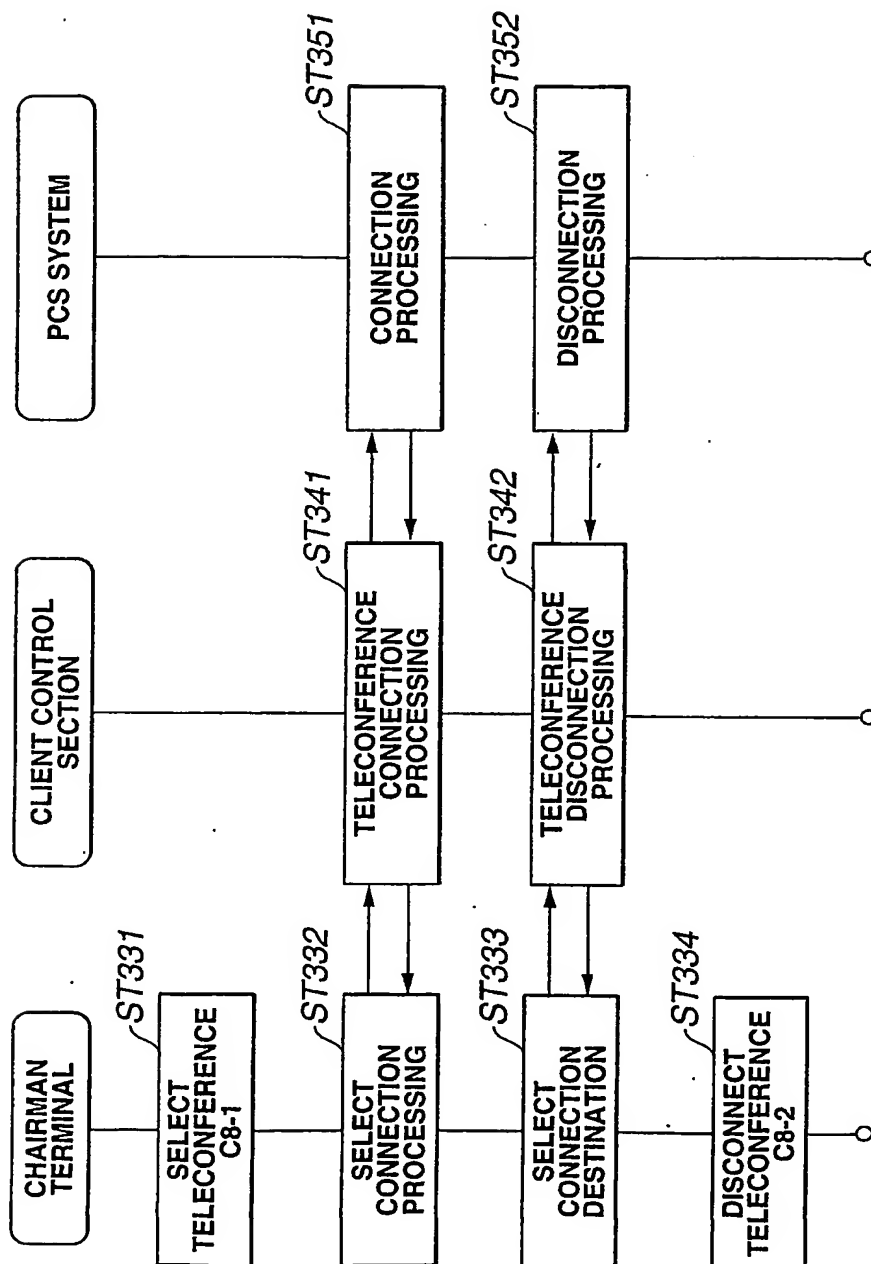 CHAIRMAN
TERMINAL
SELECT
TELECONFERENCE
C8-1
ST331
SELECT
CONNECTION
PROCESSING
ST332
SELECT
CONNECTION
DESTINATION
ST333
DISCONNECT
TELECONFERENCE
C8-2
ST334
CLIENT CONTROL
SECTION
TELECONFERENCE
CONNECTION
PROCESSING
ST341
TELECONFERENCE
DISCONNECTION
PROCESSING
ST342
PCS SYSTEM
CONNECTION
PROCESSING
ST351
DISCONNECTION
PROCESSING
ST352